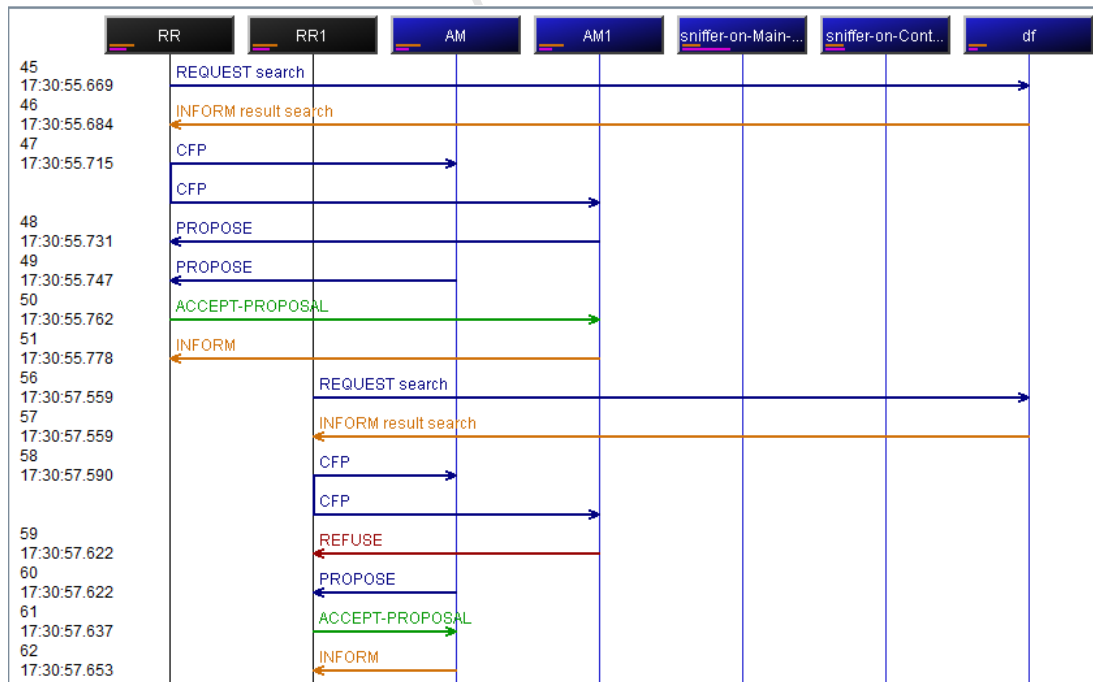 RR RR1 AM AM1 sniffer-on-Main-... sniffer-on-Cont... df
45
17:30:55.669
REQUEST search
46
17:30:55.684
INFORM result search
47
17:30:55.715
CFP
CFP
48
17:30:55.731
PROPOSE
49
17:30:55.747
PROPOSE
50
17:30:55.762
ACCEPT-PROPOSAL
51
17:30:55.778
INFORM
56
17:30:57.559
REQUEST search
57
17:30:57.559
INFORM result search
58
17:30:57.590
CFP
CFP
59
17:30:57.622
REFUSE
60
17:30:57.622
PROPOSE
61
17:30:57.637
ACCEPT-PROPOSAL
62
17:30:57.653
INFORM